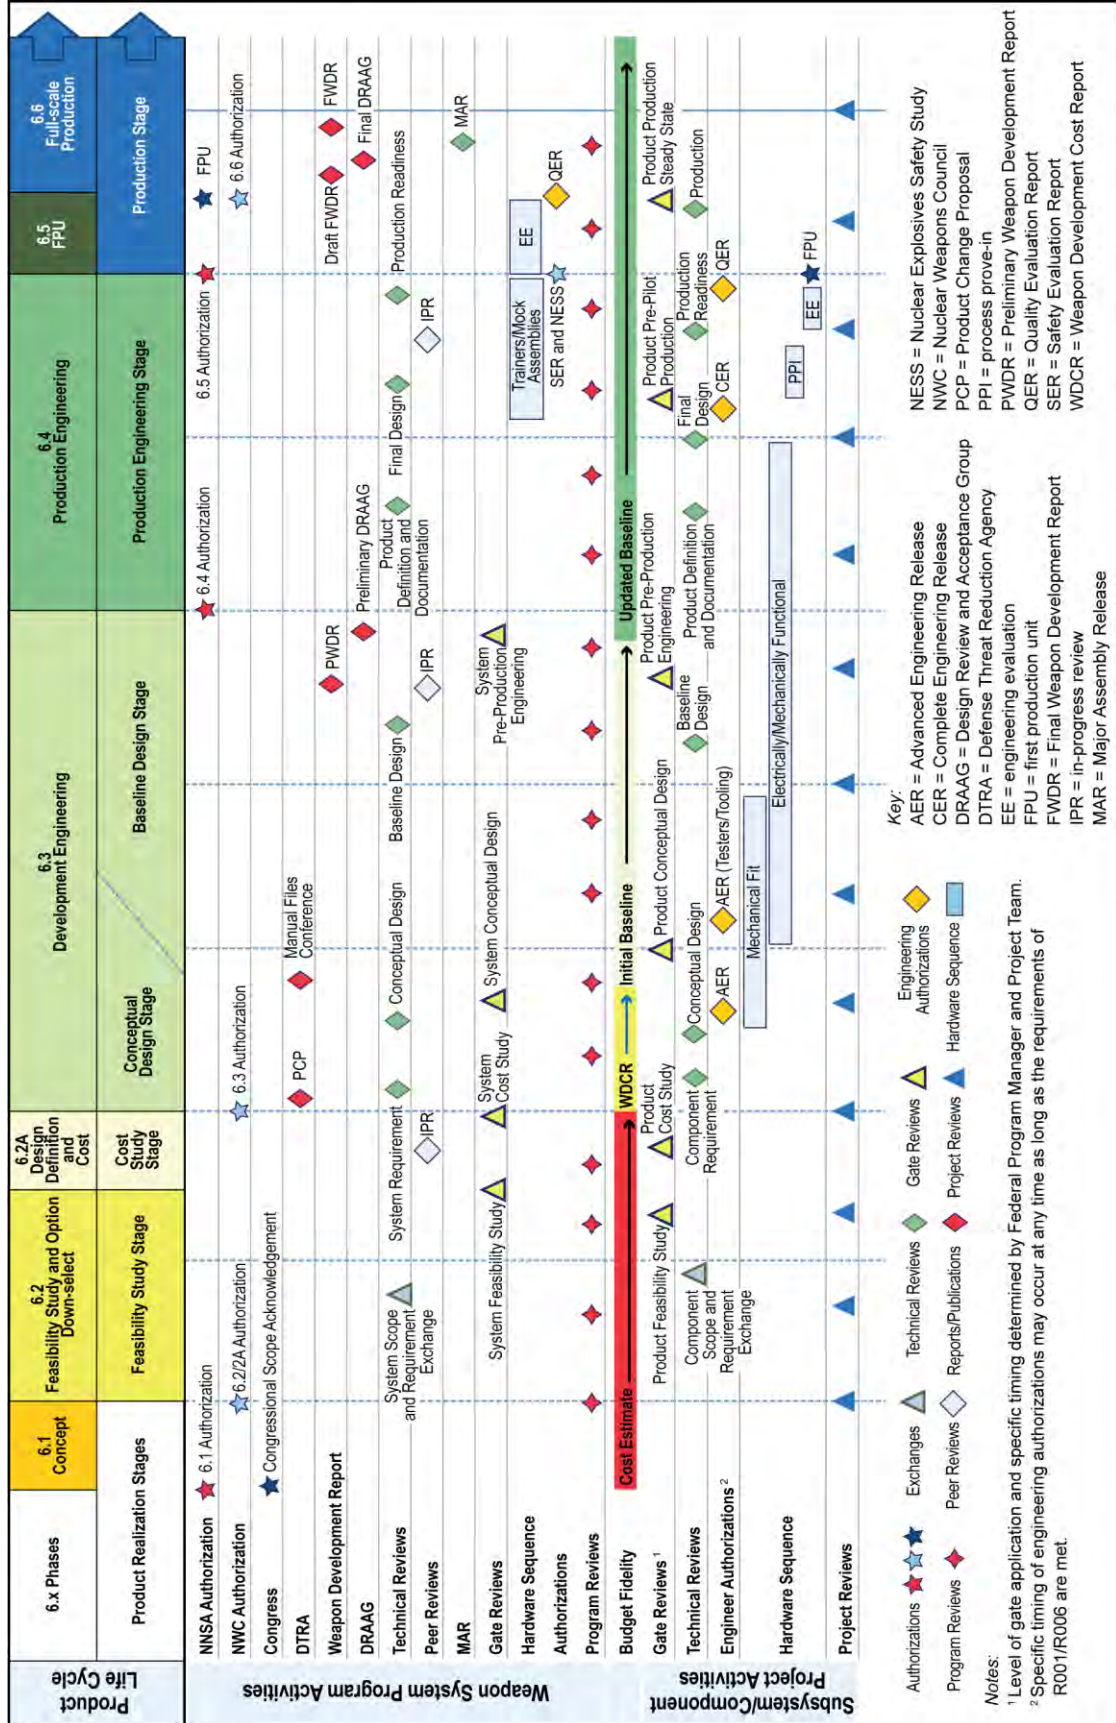 Product
Life Cycle
6.x Phases
6.1
Concept
6.2
Feasibility Study and Option
Down-select
6.2A
Design
Definition
and
Cost
6.3
Development Engineering
6.4
Production Engineering
6.5
FPU
6.6
Full-scale
Production
Product Realization Stages
Feasibility Study Stage
Cost
Study
Stage
Conceptual
Design Stage
Baseline Design Stage
Production Engineering Stage
Production Stage
Weapon System Program Activities
NNSA Authorization
6.1 Authorization
6.4 Authorization
6.5 Authorization
FPU
NWC Authorization
6.2/2A Authorization
6.3 Authorization
6.6 Authorization
Congress
Congressional Scope Acknowledgement
DTRA
PCP
Manual Files
Conference
Weapon Development Report
PWDR
Draft FWDR
FWDR
DRAAG
Preliminary DRAAG
Final DRAAG
Technical Reviews
System Scope
and Requirement
Exchange
System Requirement
Conceptual Design
Baseline Design
Product
Definition and
Documentation
Final Design
Production Readiness
Peer Reviews
IPR
IPR
IPR
MAR
MAR
Gate Reviews
System Feasibility Study
System
Cost Study
System Conceptual Design
System
Pre-Production
Engineering
Hardware Sequence
Trainers/Mock
Assemblies
EE
Authorizations
SER and NESS
QER
Program Reviews
Budget Fidelity
Cost Estimate
WDCR
Initial Baseline
Updated Baseline
Subsystem/Component
Project Activities
Gate Reviews 1
Product Feasibility Study
Product
Cost Study
Product Conceptual Design
Product Pre-Production
Engineering
Product Pre-Pilot
Production
Product Production
Steady State
Technical Reviews
Component
Scope and
Requirement
Exchange
Component
Requirement
Conceptual Design
Baseline
Design
Product Definition
and Documentation
Final
Design
Production
Readiness
Production
Engineer Authorizations 2
AER
AER (Testers/Tooling)
CER
QER
Hardware Sequence
Mechanical Fit
Electrically/Mechanically Functional
PPI
EE
FPU
Project Reviews
Authorizations
Exchanges
Technical Reviews
Gate Reviews
Engineering
Authorizations
Program Reviews
Peer Reviews
Reports/Publications
Project Reviews
Hardware Sequence
Notes:
1 Level of gate application and specific timing determined by Federal Program Manager and Project Team.
2 Specific timing of engineering authorizations may occur at any time as long as the requirements of
R001/R006 are met.
Key:
AER = Advanced Engineering Release
CER = Complete Engineering Release
DRAAG = Design Review and Acceptance Group
DTRA = Defense Threat Reduction Agency
EE = engineering evaluation
FPU = first production unit
FWDR = Final Weapon Development Report
IPR = in-progress review
MAR = Major Assembly Release
NESS = Nuclear Explosives Safety Study
NWC = Nuclear Weapons Council
PCP = Product Change Proposal
PPI = process prove-in
PWDR = Preliminary Weapon Development Report
QER = Quality Evaluation Report
SER = Safety Evaluation Report
WDCR = Weapon Development Cost Report